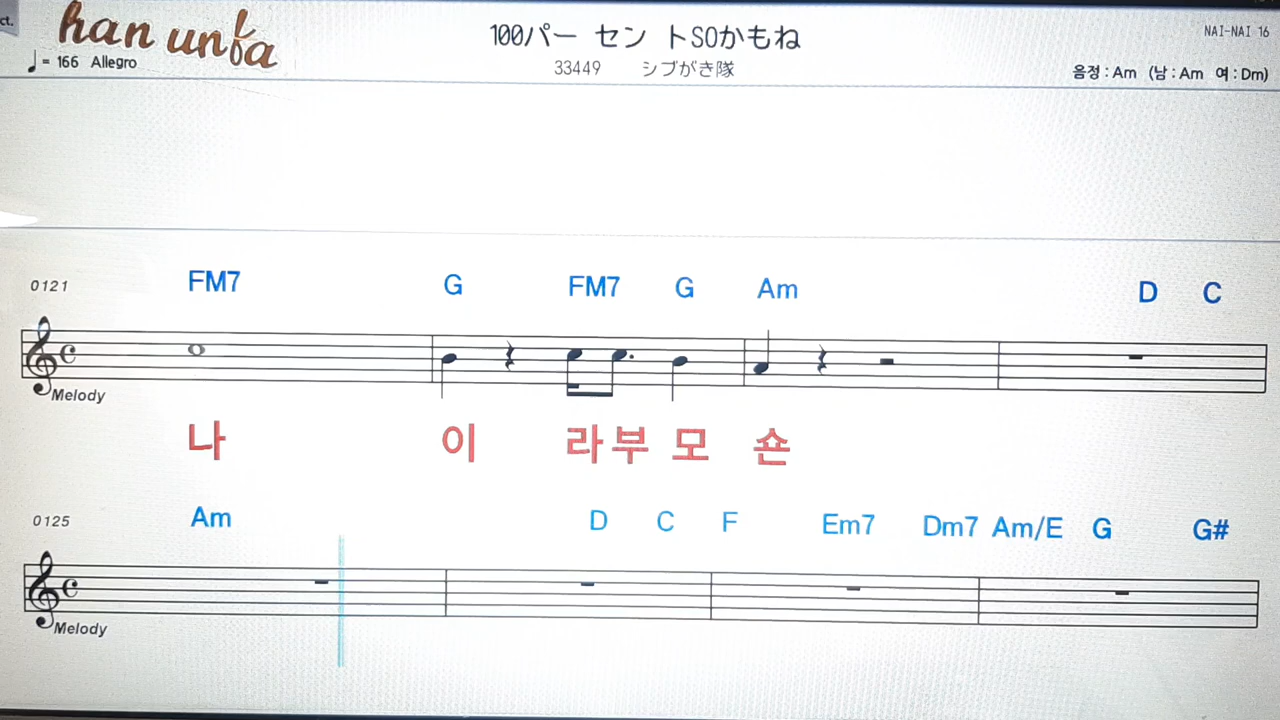 ct.
han unfa
100パー セン トSOかもね
NAI-NAI 16
♩= 166 Allegro
33449 シブがき隊
음정 : Am (남 : Am 여 : Dm)
0121 FM7 G FM7 G Am D C
Melody
나 이 라부 모 숀
0125 Am D C F Em7 Dm7 Am/E G G#
Melody